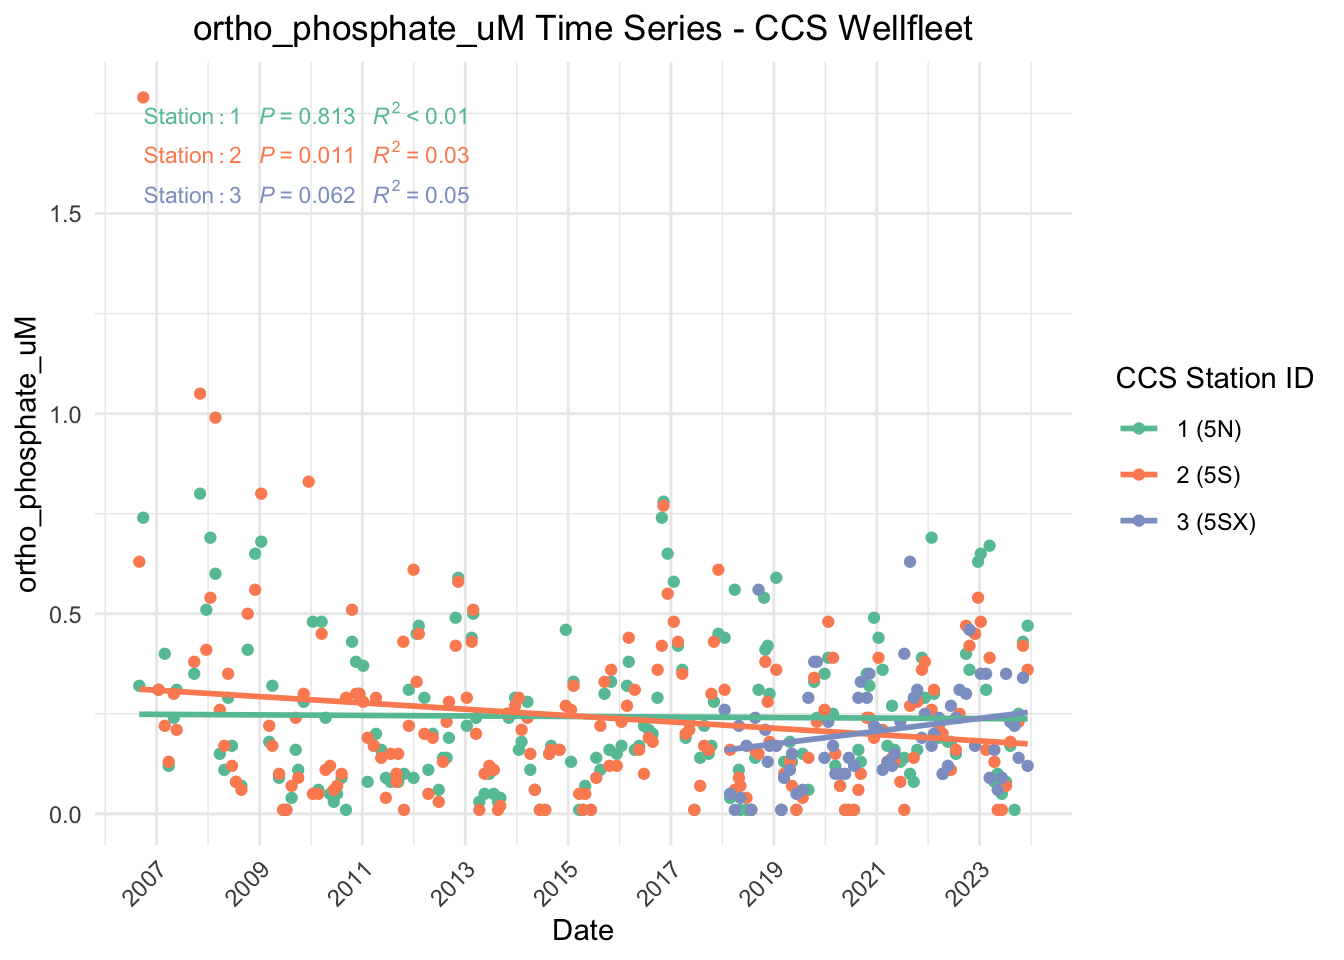 ortho_phosphate_uM Time Series - CCS Wellfleet
Station: 1 P = 0.813 R² < 0.01
Station: 2 P = 0.011 R² = 0.03
Station: 3 P = 0.062 R² = 0.05
1.5
1.0
0.5
0.0
ortho_phosphate_uM
2007 2009 2011 2013 2015 2017 2019 2021 2023
Date
CCS Station ID
1 (5N)
2 (5S)
3 (5SX)